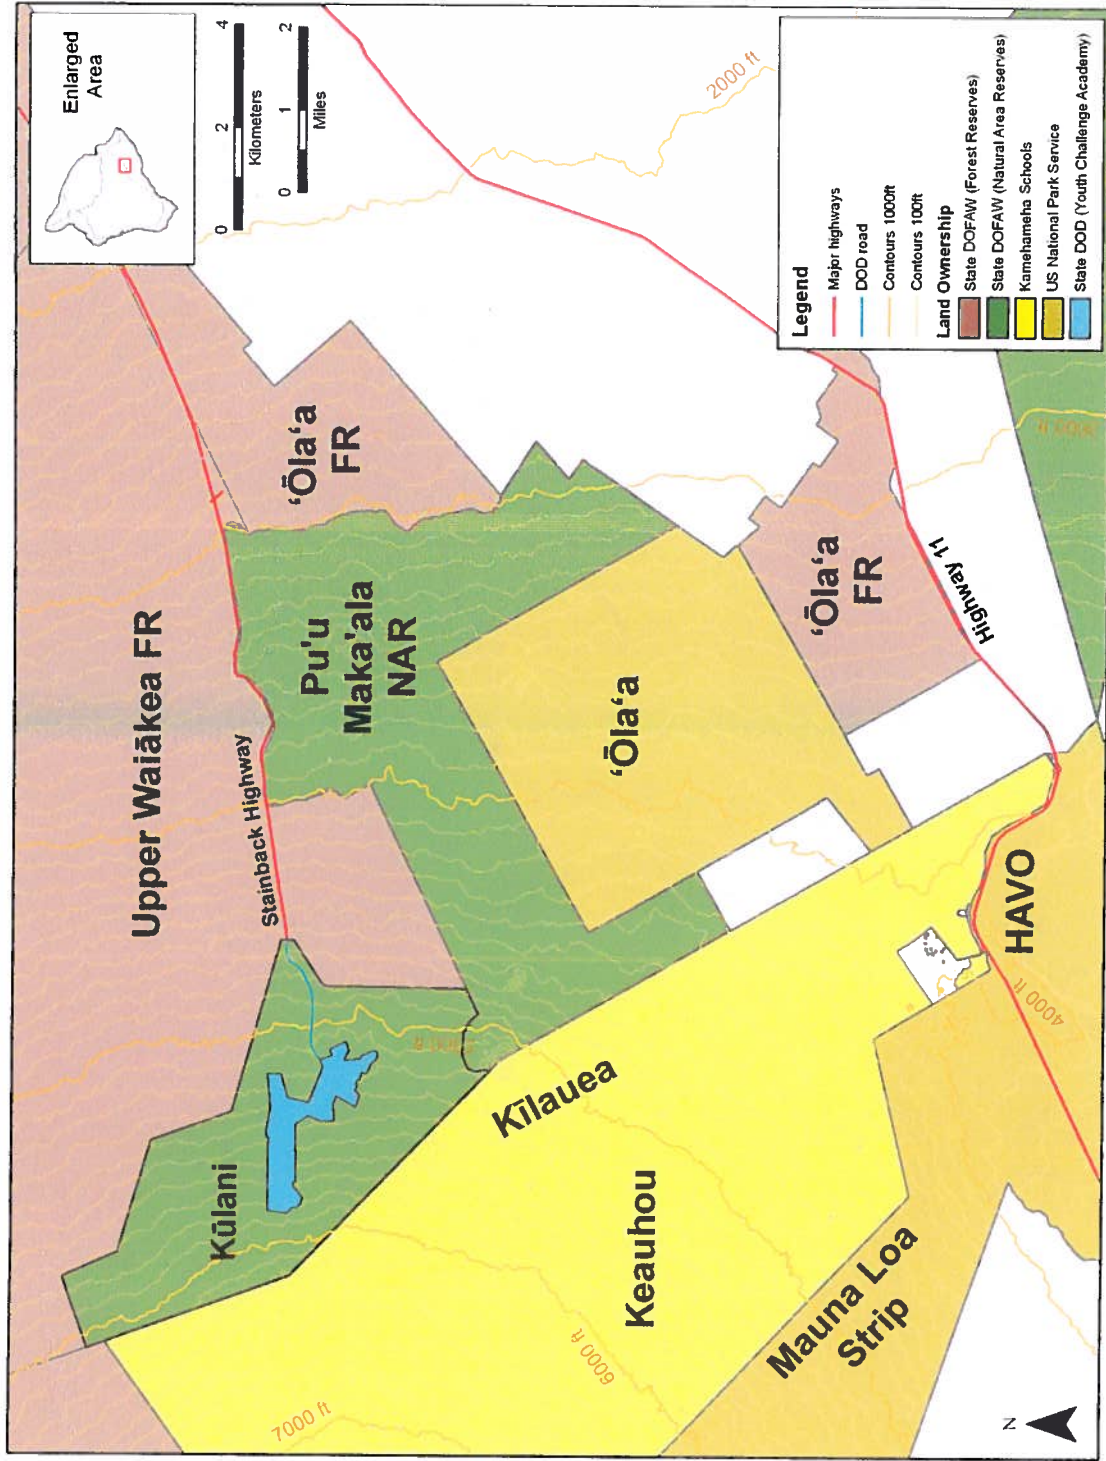 Enlarged
Area
0
2
4
Kilometers
0
1
2
Miles
Upper Waiākea FR
Stainback Highway
'Ōla'a
FR
Pu'u
Maka'ala
NAR
Kūlani
'Ōla'a
'Ōla'a
FR
Highway 11
Kīlauea
Keauhou
Mauna Loa
Strip
HAVO
2000 ft
4000 ft
6000 ft
7000 ft
N
Legend
Major highways
DOD road
Contours 1000ft
Contours 100ft
Land Ownership
State DOFAW (Forest Reserves)
State DOFAW (Natural Area Reserves)
Kamehameha Schools
US National Park Service
State DOD (Youth Challenge Academy)